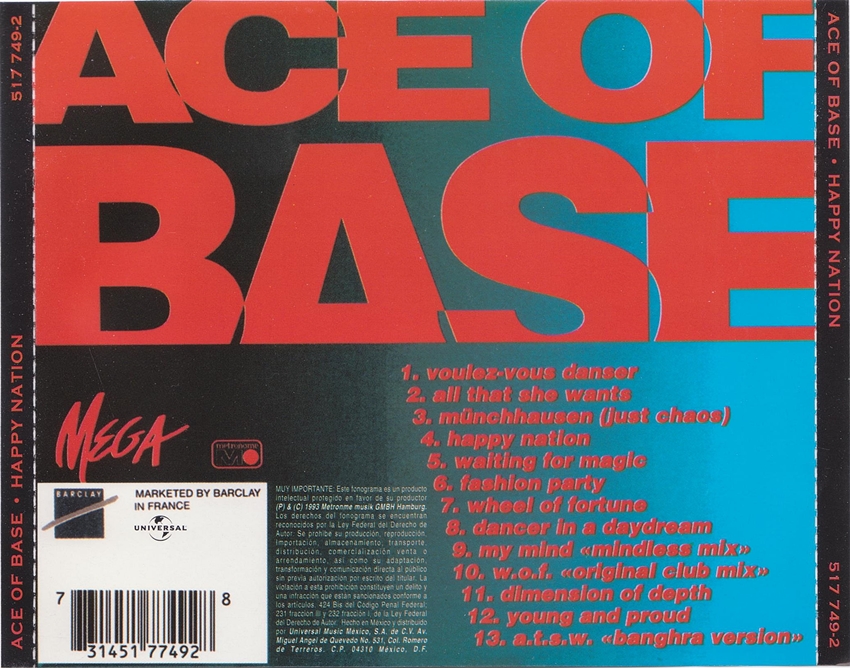 517 749-2
ACE OF BASE • HAPPY NATION
ACE OF
BASE
ACE OF BASE • HAPPY NATION
517 749-2
1. voulez-vous danser
2. all that she wants
3. münchhausen (just chaos)
4. happy nation
5. waiting for magic
6. fashion party
7. wheel of fortune
8. dancer in a daydream
9. my mind «mindless mix»
10. w.o.f. «original club mix»
11. dimension of depth
12. young and proud
13. a.t.s.w. «banghra version»
MEGA
metronome
BARCLAY
MARKETED BY BARCLAY
IN FRANCE
UNIVERSAL
MUY IMPORTANTE: Este fonograma es un producto
intelectual protegido en favor de su productor
(P) & (C) 1993 Metronme musik GMBH Hamburg.
Los derechos del fonograma se encuentran
reconocidos por la Ley Federal del Derecho de
Autor. Se prohibe su producción, reproducción,
importación, almacenamiento, transporte,
distribución, comercialización venta o
arrendamiento, así como su adaptación,
transformación y comunicación directa al público
sin previa autorización por escrito del titular. La
violación a esta prohibición constituyen un delito y
una infracción que están sancionados conforme a
los artículos. 424 Bis del Código Penal Federal;
231 fracción III y 232 fracción I, de la Ley Federal
del Derecho de Autor. Hecho en México y distribuido
por Universal Music México, S.A. de C.V. Av.
Miguel Angel de Quevedo No. 531, Col. Romero
de Terreros. C.P. 04310 México, D.F.
7 31451 77492 8